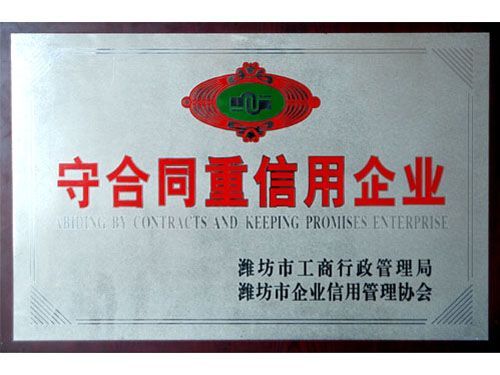 守合同重信用企业
ABIDING BY CONTRACTS AND KEEPING PROMISES ENTERPRISE
潍坊市工商行政管理局
潍坊市企业信用管理协会